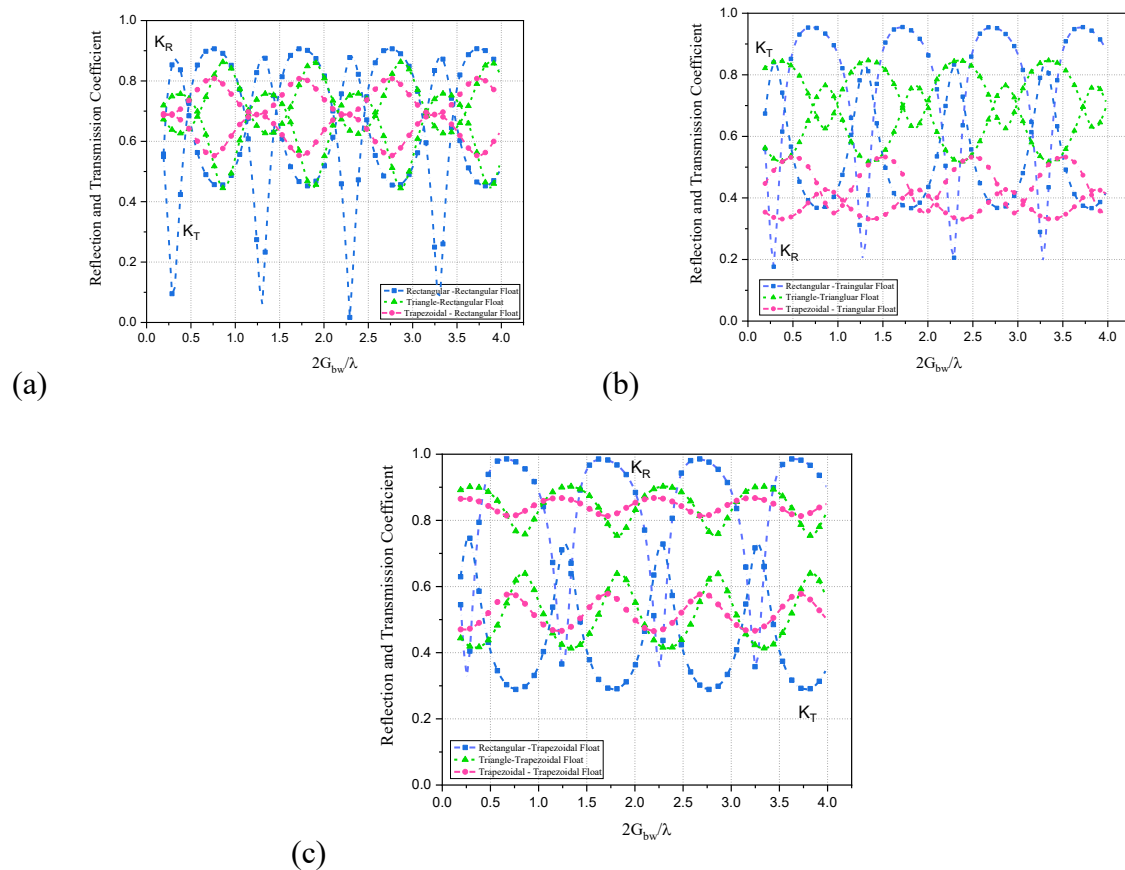 1.0
0.8
0.6
0.4
0.2
0.0
Reflection and Transmission Coefficient
K_R
K_T
Rectangular -Rectangular Float
Triangle-Rectangular Float
Trapezoidal - Rectangular Float
0.0 0.5 1.0 1.5 2.0 2.5 3.0 3.5 4.0
2G_bw/λ
(a)
1.0
0.8
0.6
0.4
0.2
0.0
Reflection and Transmission Coefficient
K_T
K_R
Rectangular -Traingular Float
Triangle-Triangluar Float
Trapezoidal - Triangular Float
0.0 0.5 1.0 1.5 2.0 2.5 3.0 3.5 4.0
2G_bw/λ
(b)
1.0
0.8
0.6
0.4
0.2
0.0
Reflection and Transmission Coefficient
K_R
K_T
Rectangular -Trapezoidal Float
Triangle-Trapezoidal Float
Trapezoidal - Trapezoidal Float
0.0 0.5 1.0 1.5 2.0 2.5 3.0 3.5 4.0
2G_bw/λ
(c)